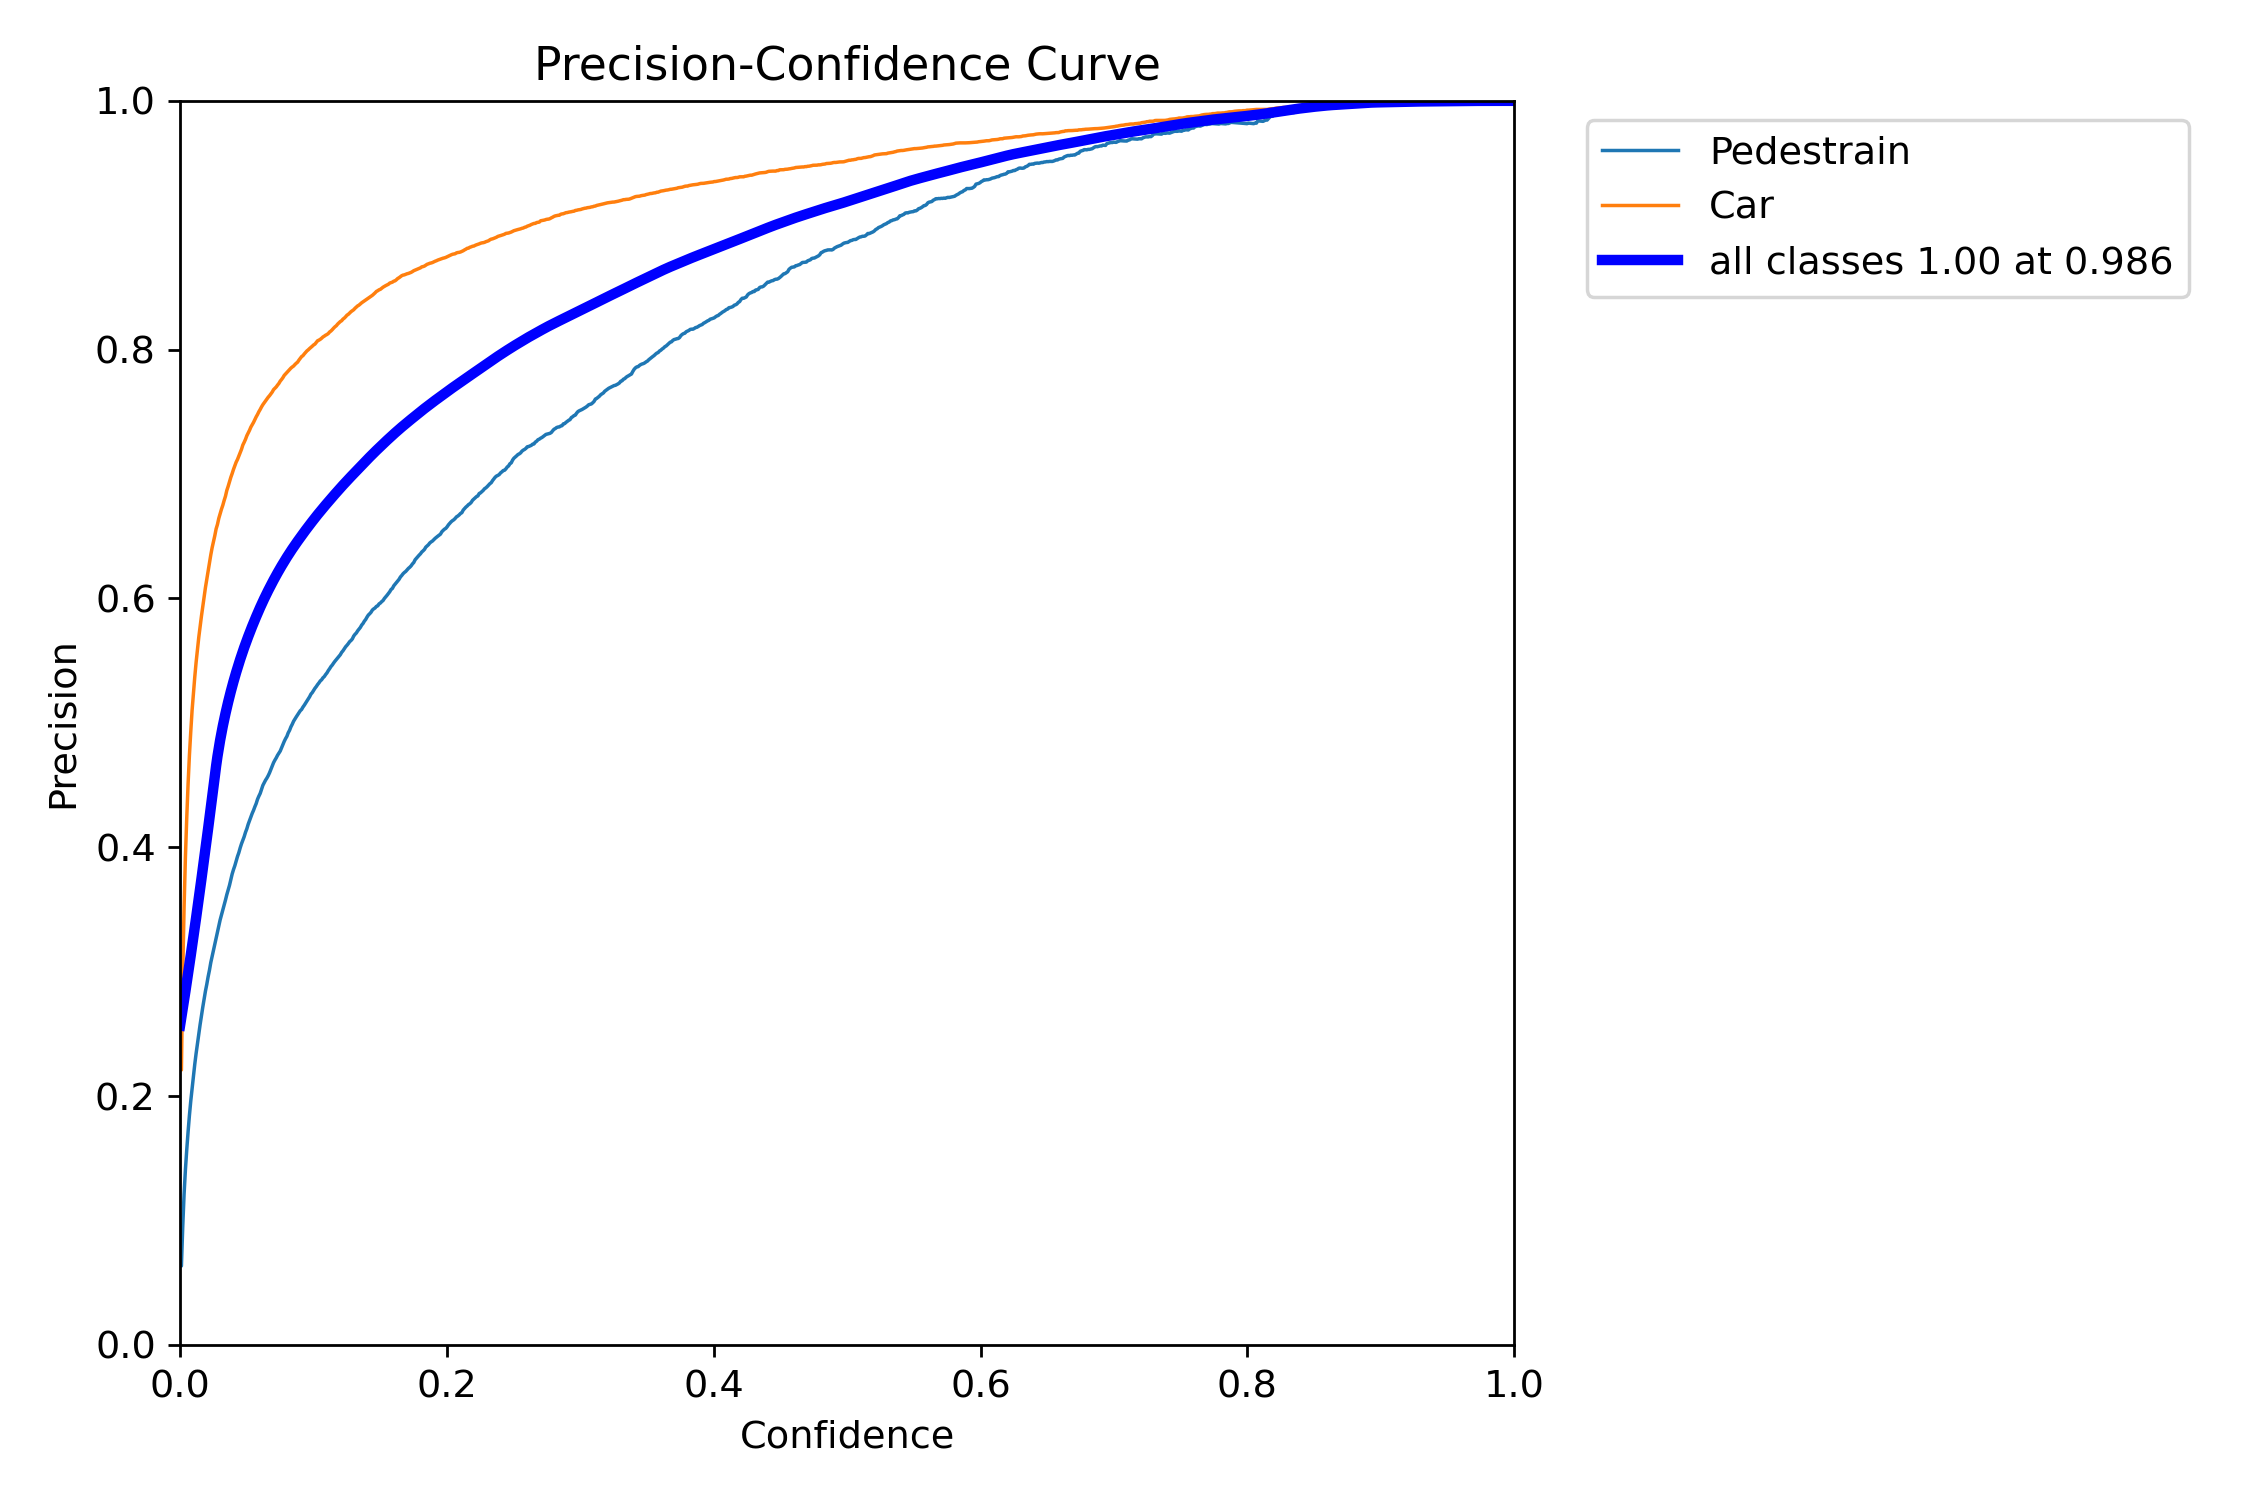 Precision-Confidence Curve
1.0
0.8
0.6
0.4
0.2
0.0
Precision
0.0 0.2 0.4 0.6 0.8 1.0
Confidence
Pedestrain
Car
all classes 1.00 at 0.986